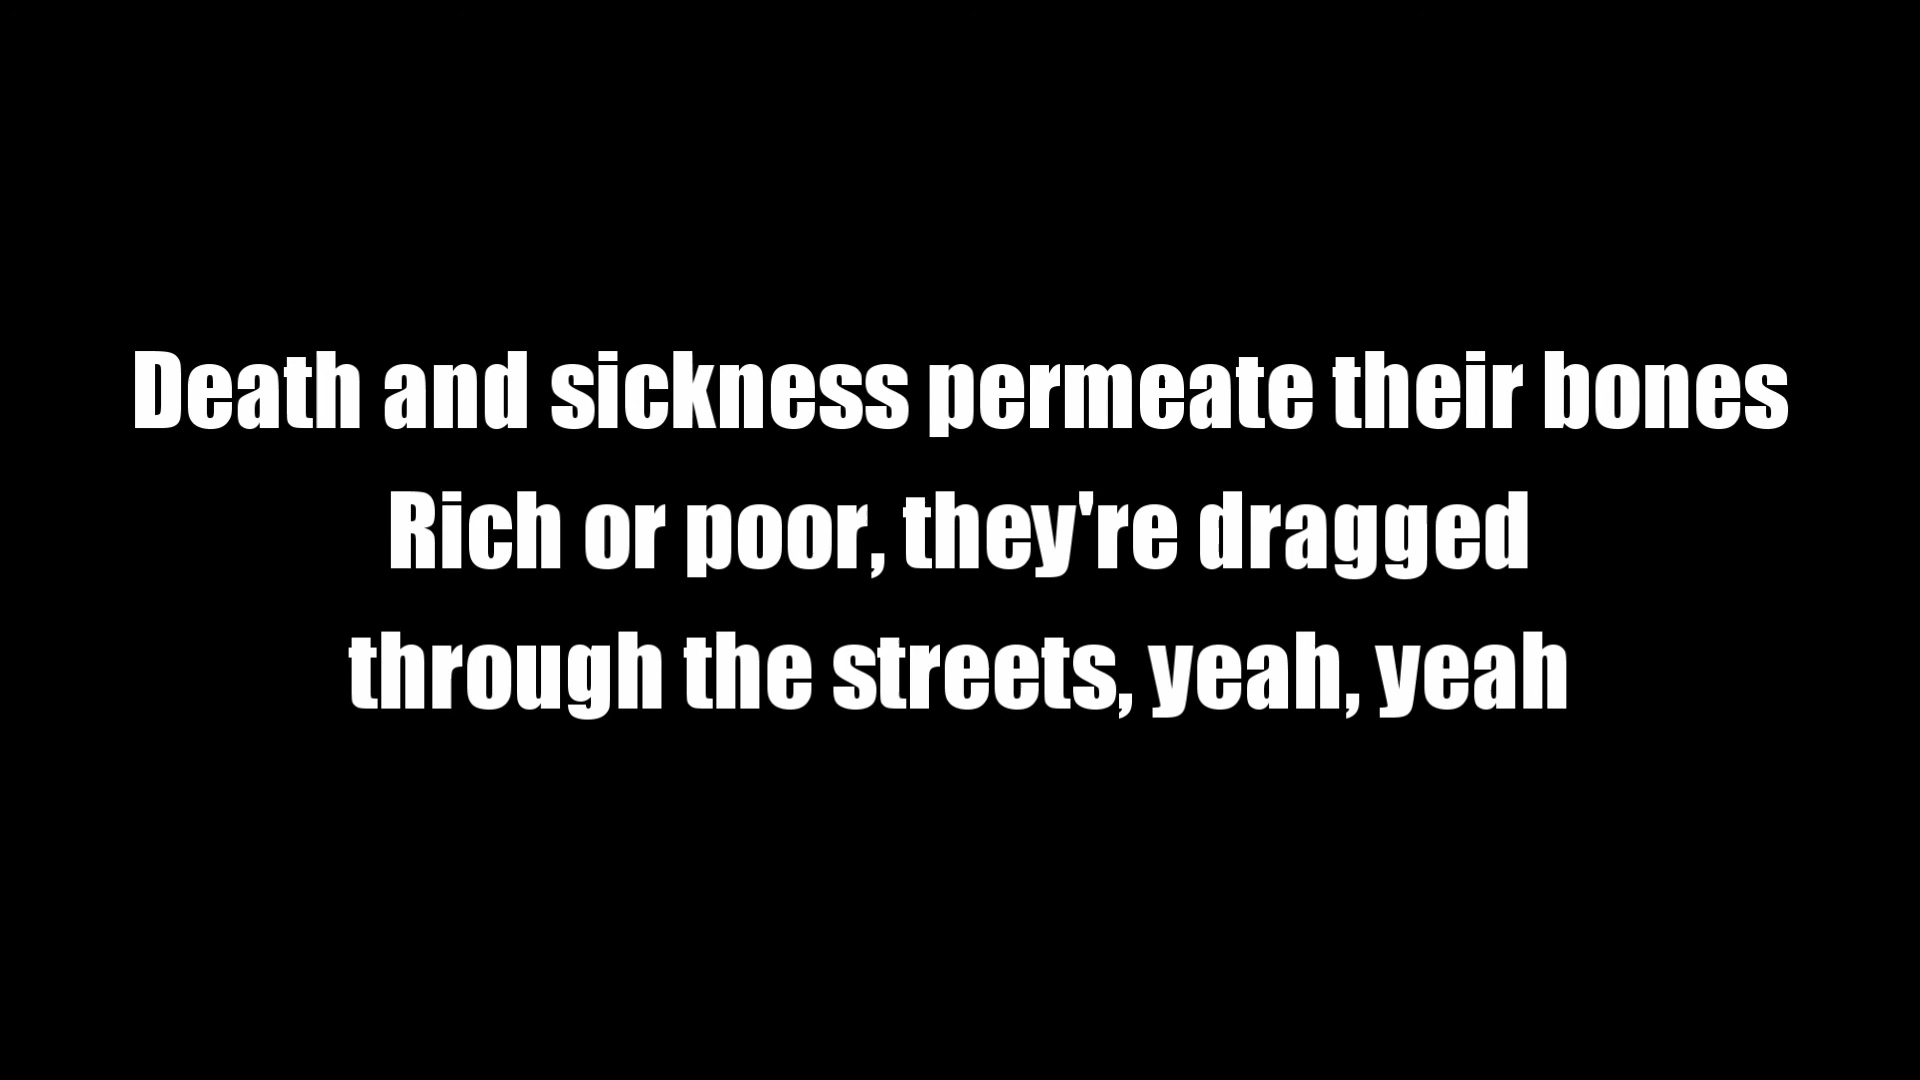 Death and sickness permeate their bones
Rich or poor, they're dragged
through the streets, yeah, yeah